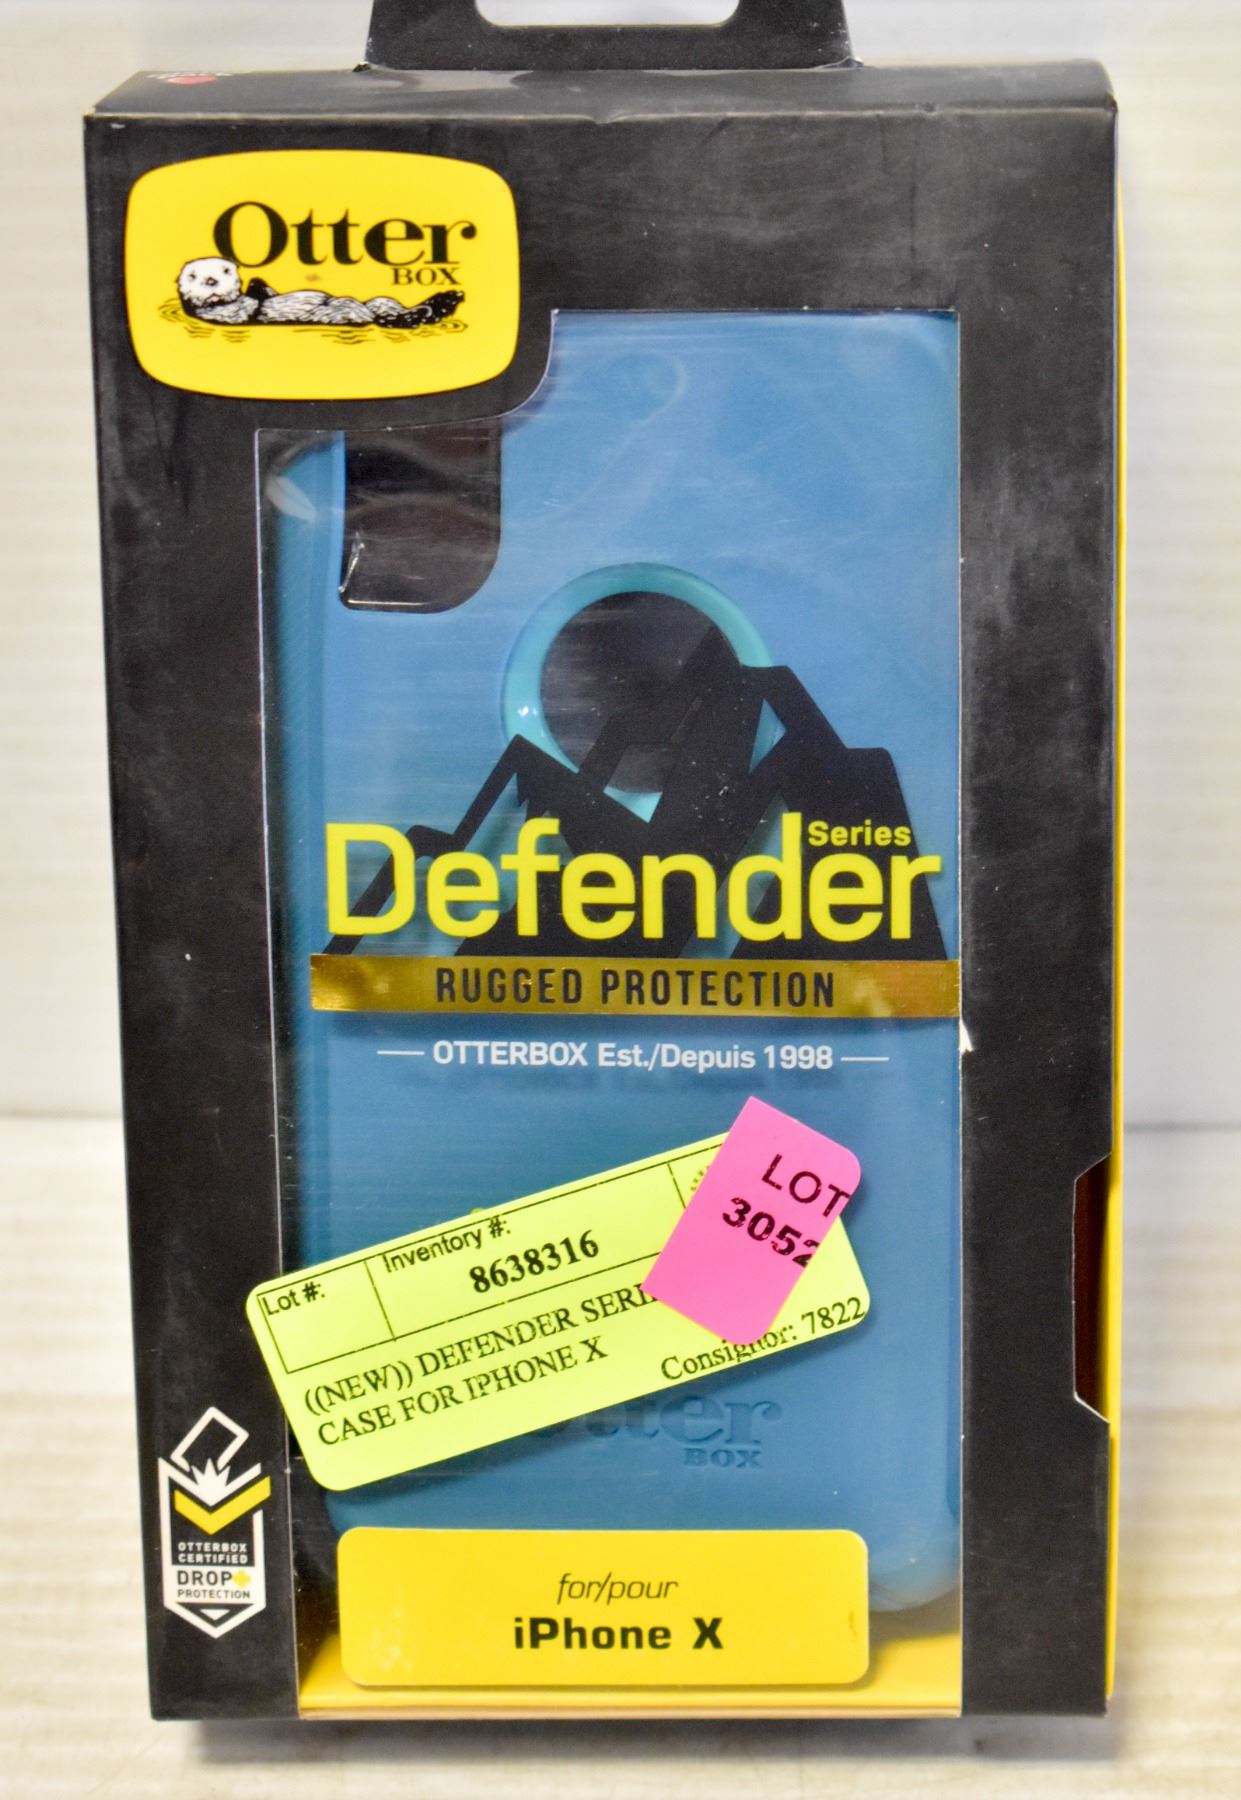 Otter
BOX
Series
Defender
RUGGED PROTECTION
OTTERBOX Est./Depuis 1998
LOT
3052
Inventory #:
8638316
Lot #:
((NEW)) DEFENDER SERI
CASE FOR IPHONE X
Consignor: 7822
Otter
BOX
OTTERBOX
CERTIFIED
DROP+
PROTECTION
for/pour
iPhone X